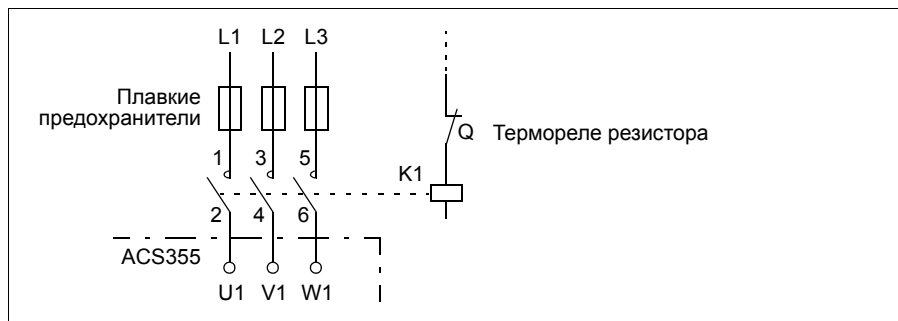 L1 L2 L3
Плавкие
предохранители
Q Термореле резистора
1 3 5
K1
2 4 6
ACS355
U1 V1 W1